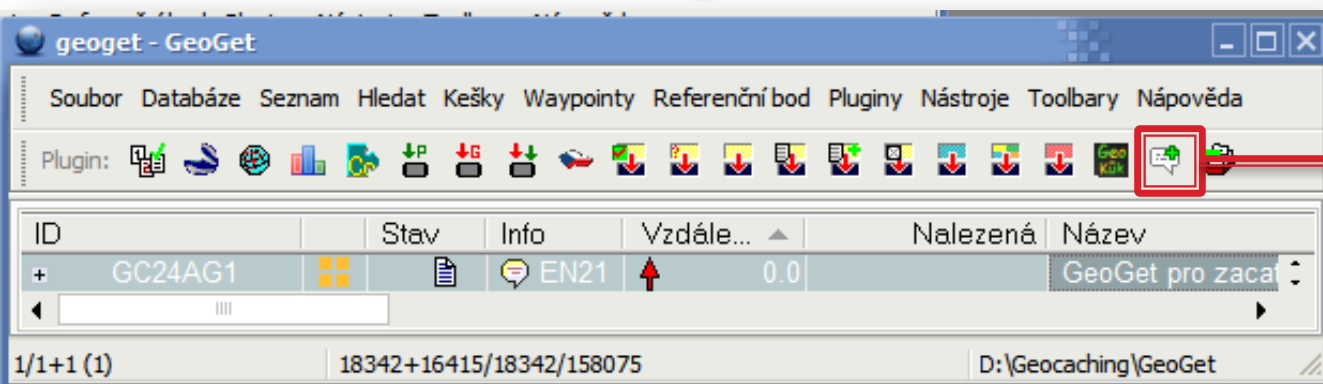 geoget - GeoGet
Soubor Databáze Seznam Hledat Kešky Waypointy Referenční bod Pluginy Nástroje Toolbary Nápověda
Plugin:
ID Stav Info Vzdále... Nalezená Název
GC24AG1 EN21 0.0 GeoGet pro zacat
1/1+1 (1) 18342+16415/18342/158075 D:\Geocaching\GeoGet